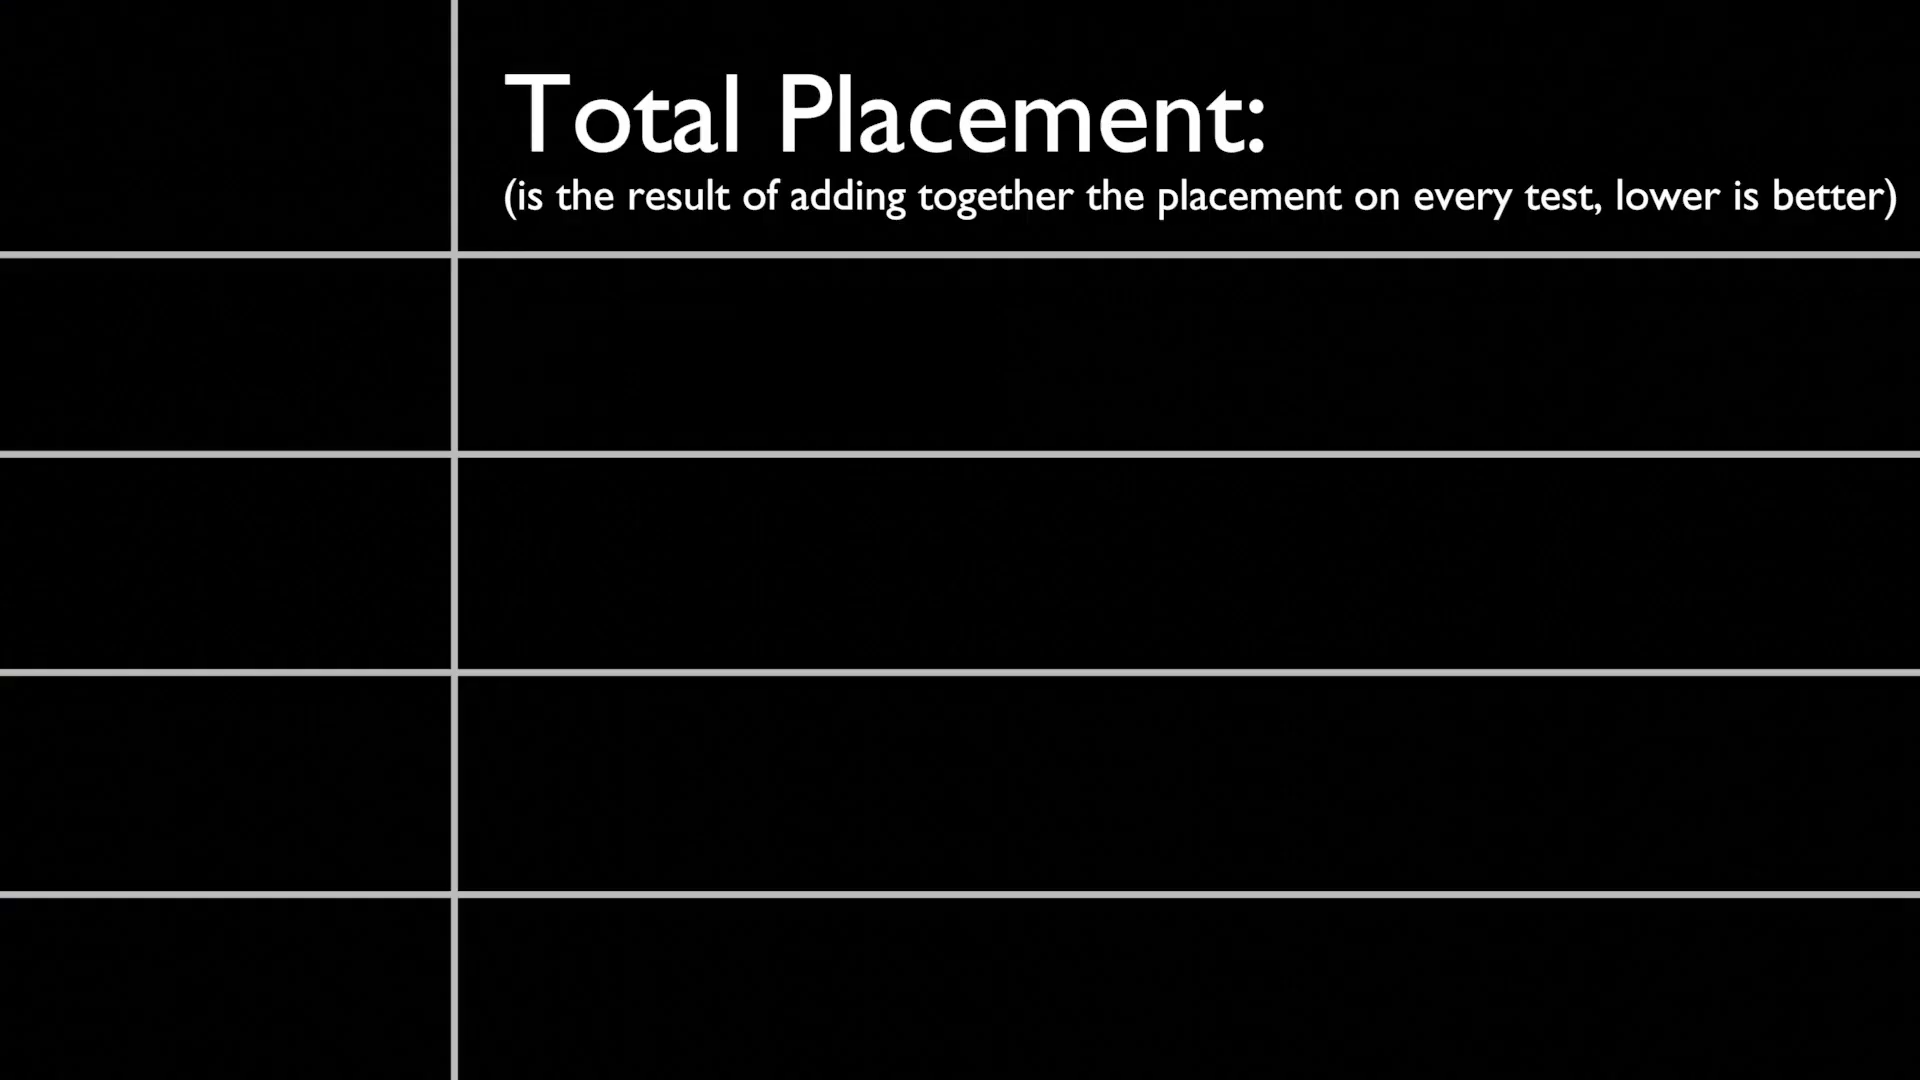 Total Placement:
(is the result of adding together the placement on every test, lower is better)